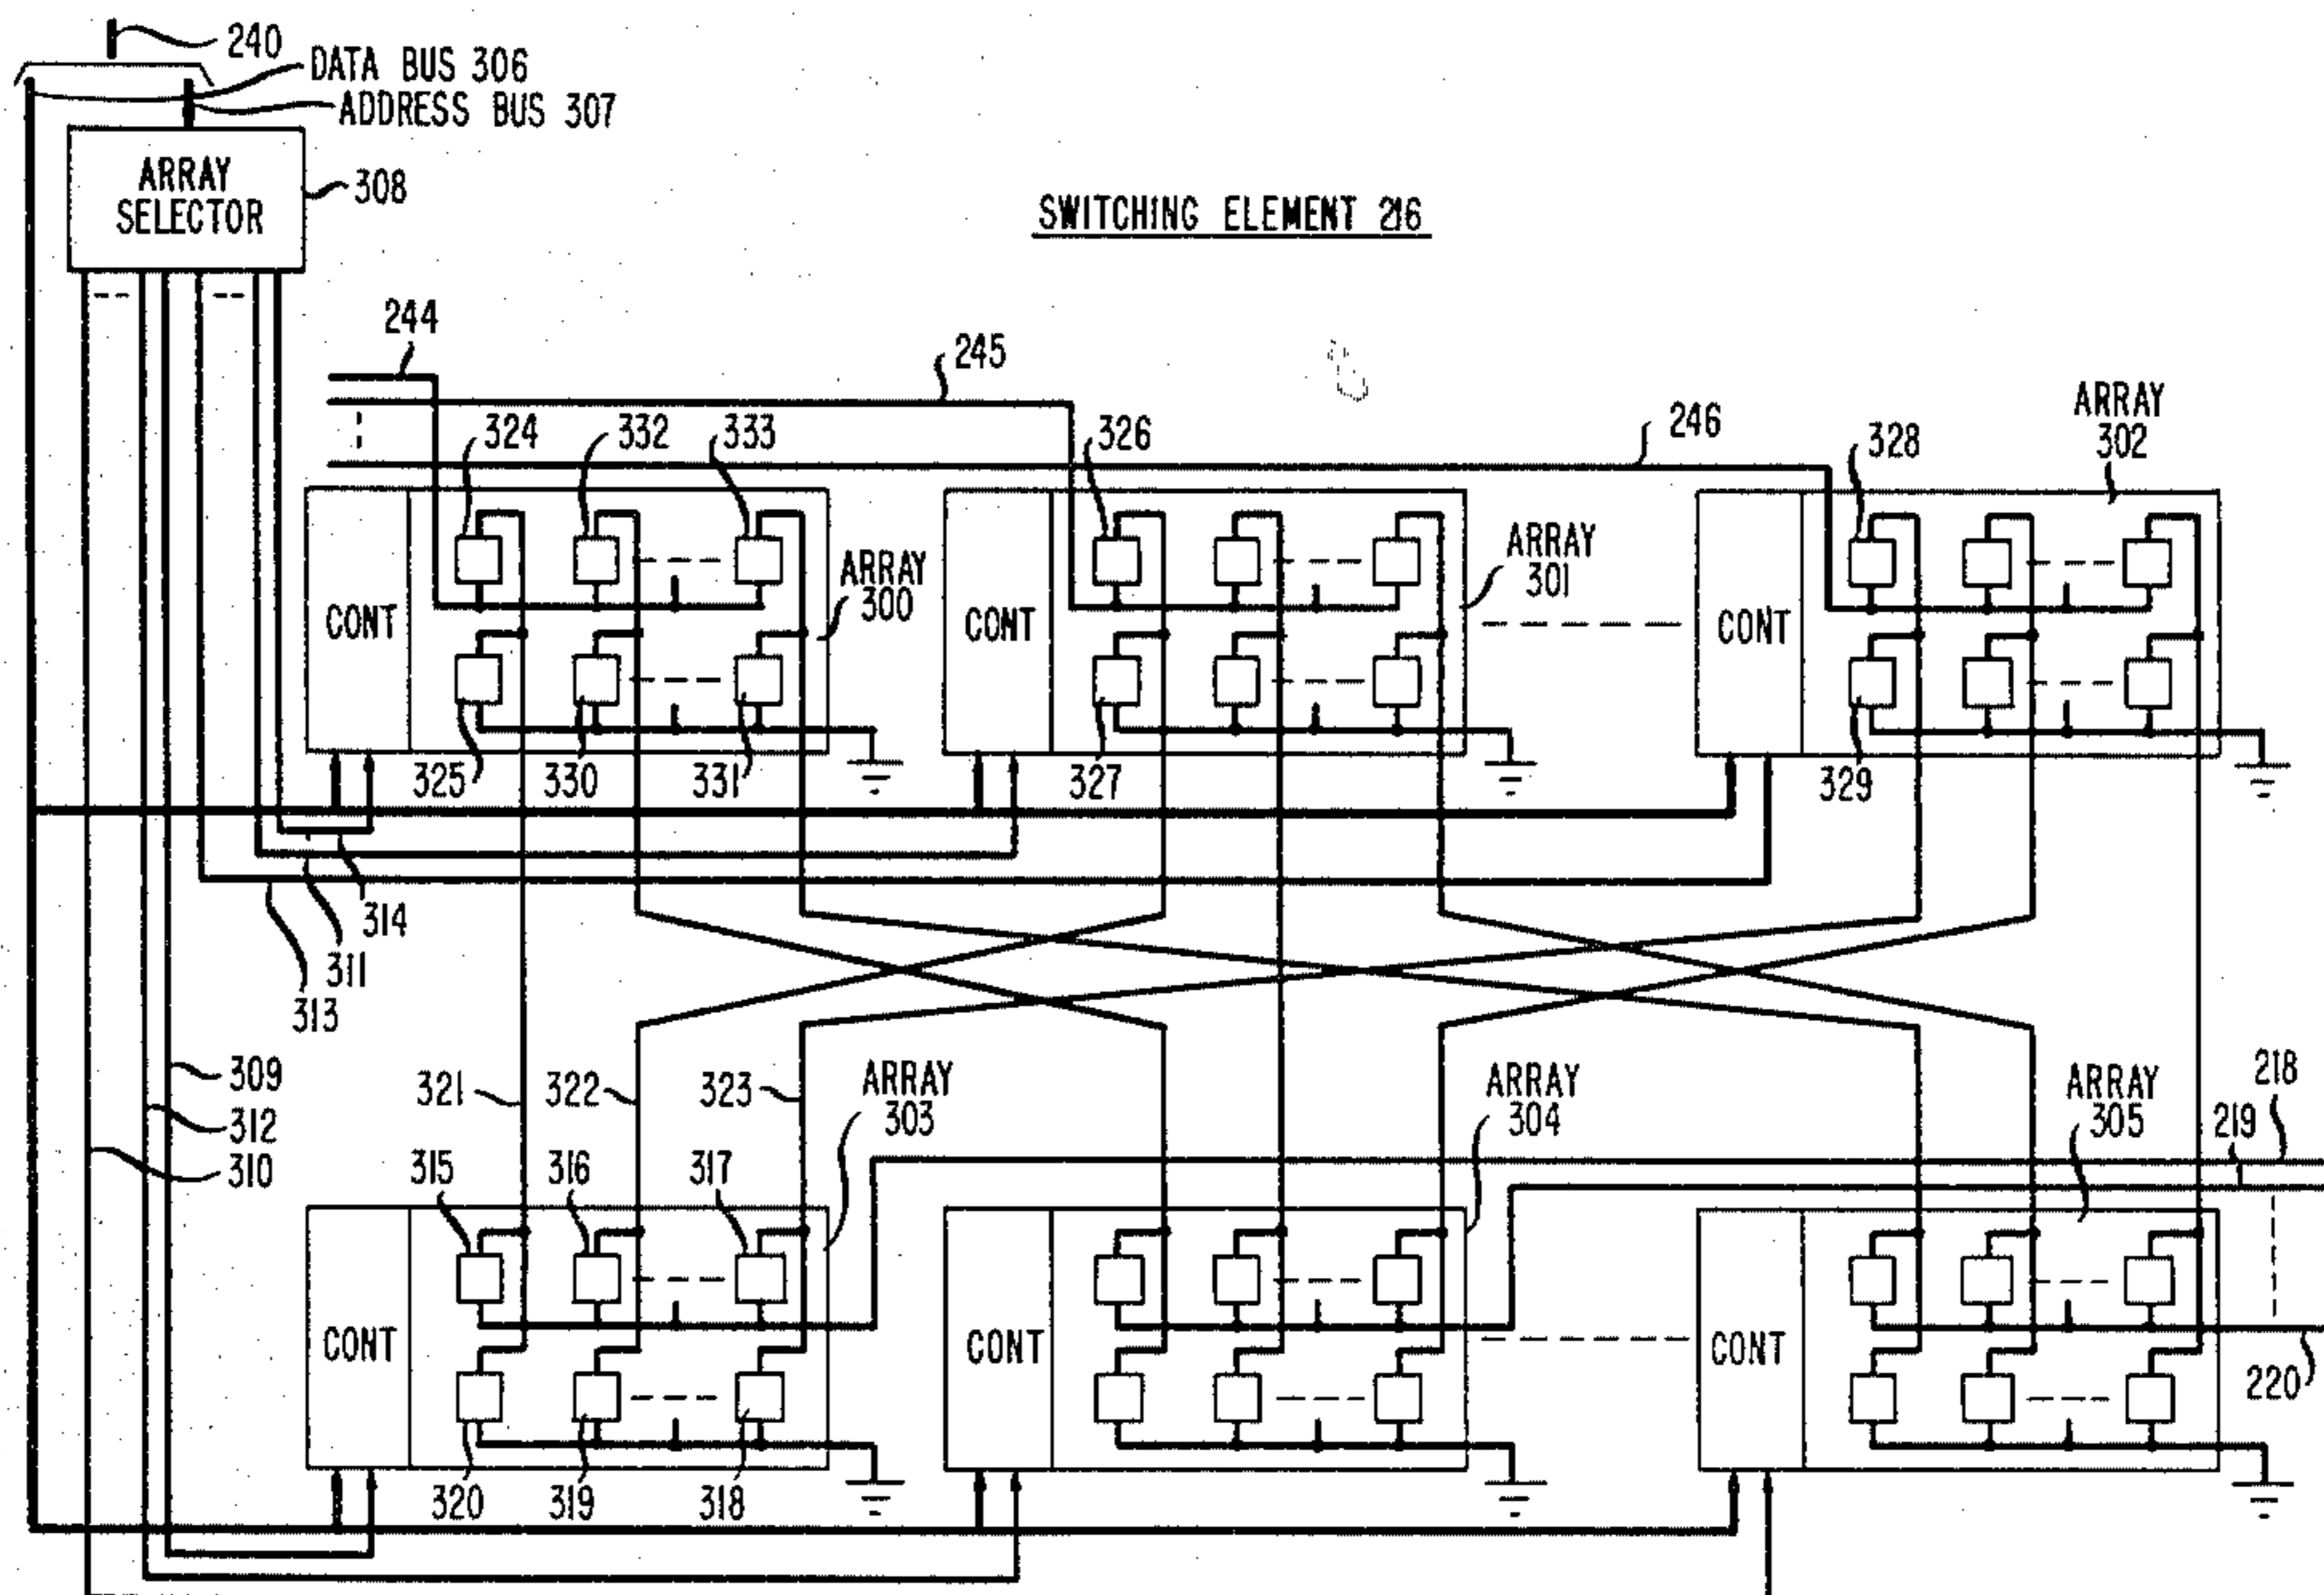 240
DATA BUS 306
ADDRESS BUS 307
ARRAY
SELECTOR
308
SWITCHING ELEMENT 216
244
245
246
ARRAY
302
324
332
333
326
328
ARRAY
300
ARRAY
301
CONT
CONT
CONT
325
330
331
327
329
314
311
313
309
312
310
321
322
323
ARRAY
303
ARRAY
304
ARRAY
305
218
219
315
316
317
CONT
CONT
CONT
220
320
319
318